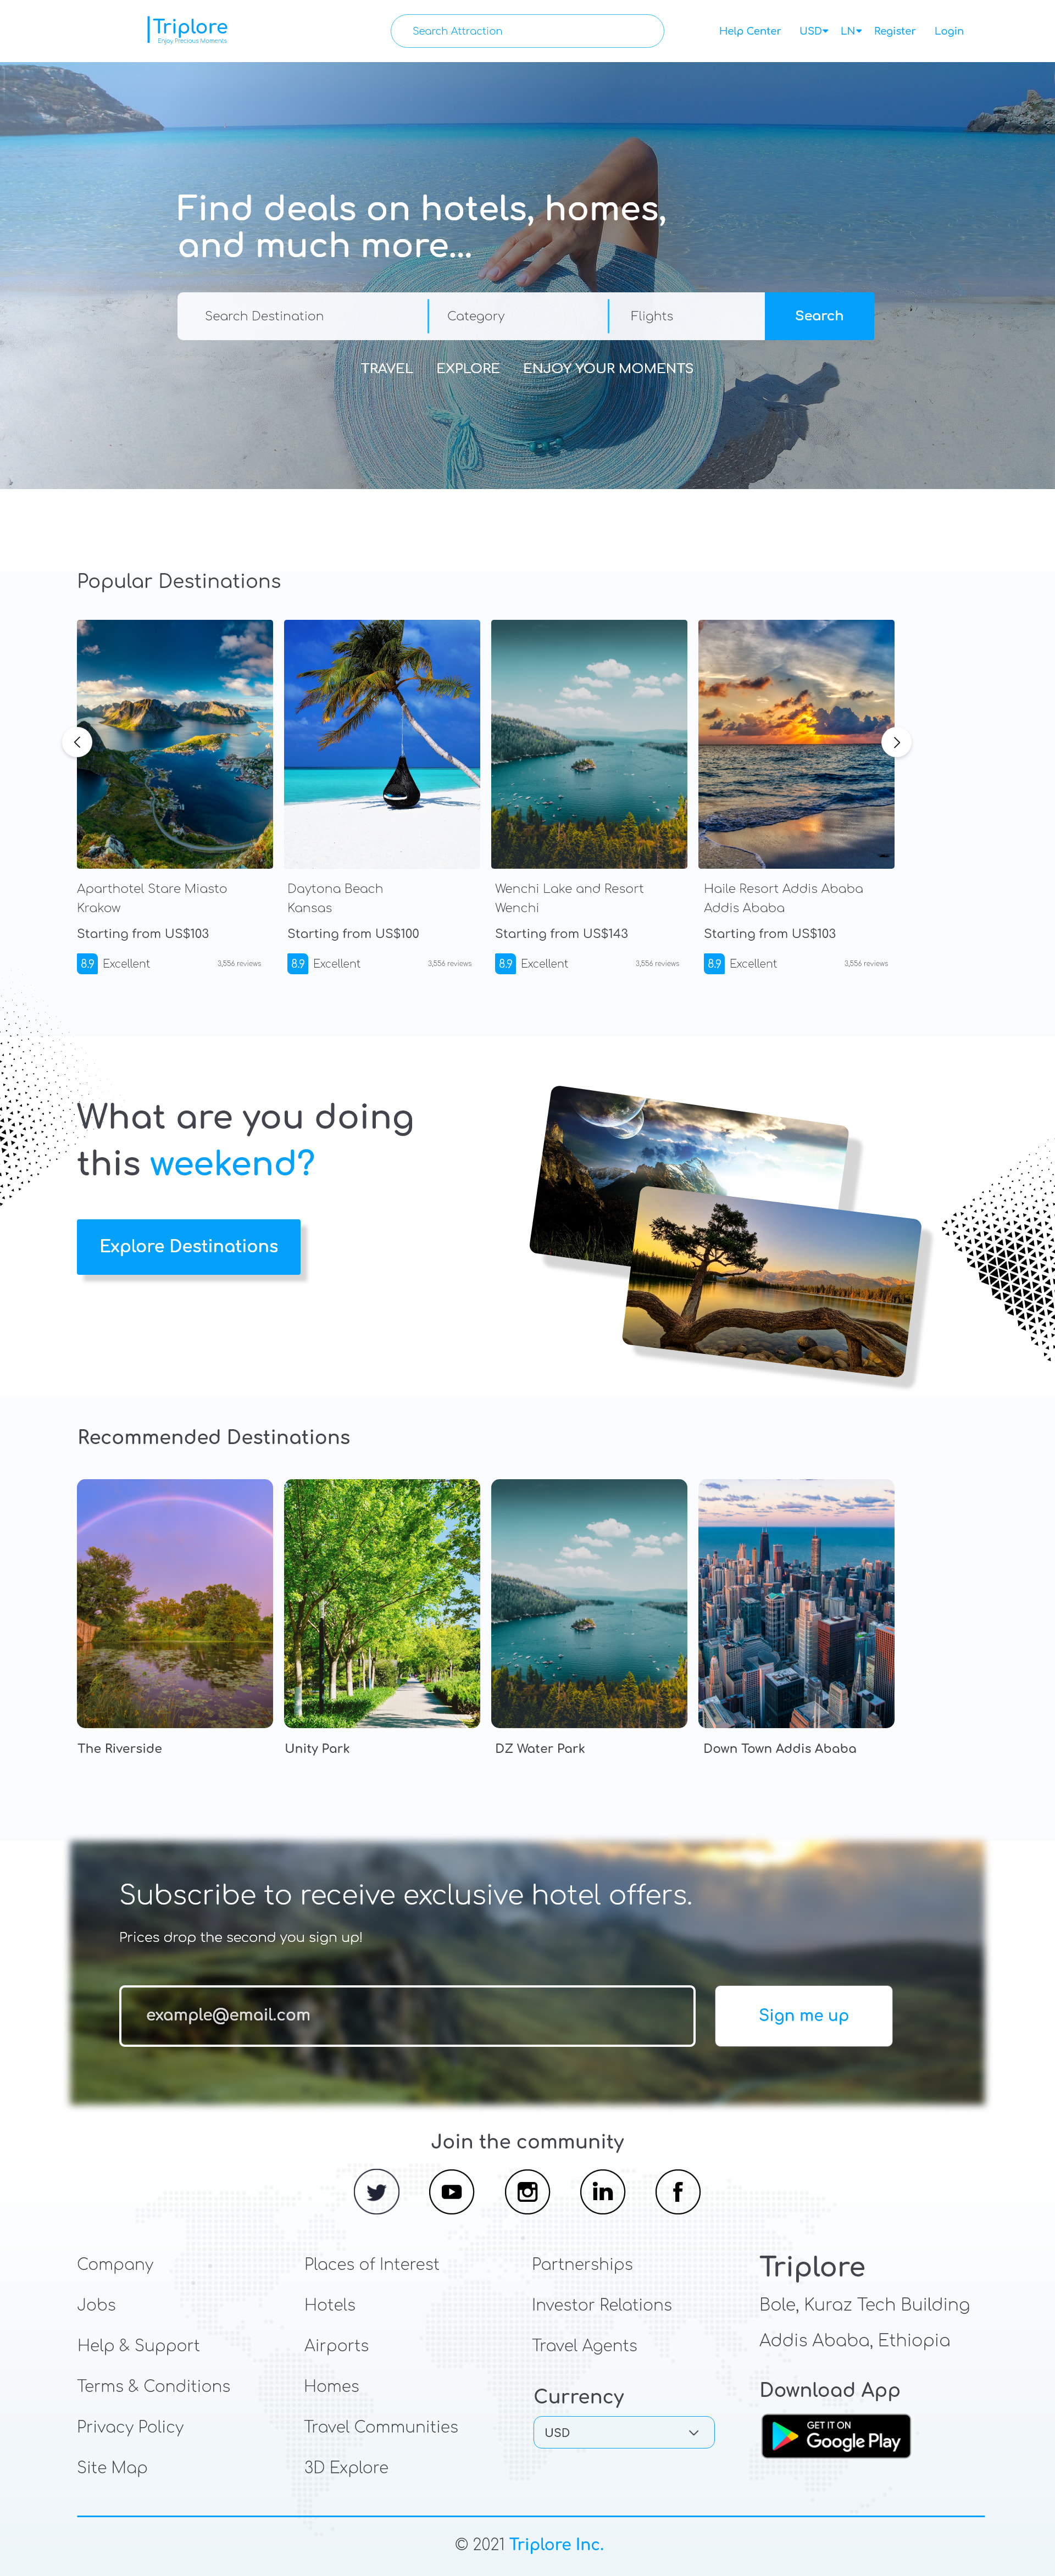 Triplore
Enjoy Precious Moments
Search Attraction
Help Center
USD
LN
Register
Login
Find deals on hotels, homes,
and much more...
Search Destination
Category
Flights
Search
TRAVEL
EXPLORE
ENJOY YOUR MOMENTS
Popular Destinations
Aparthotel Stare Miasto
Krakow
Starting from US$103
8.9 Excellent 3,556 reviews
Daytona Beach
Kansas
Starting from US$100
8.9 Excellent 3,556 reviews
Wenchi Lake and Resort
Wenchi
Starting from US$143
8.9 Excellent 3,556 reviews
Haile Resort Addis Ababa
Addis Ababa
Starting from US$103
8.9 Excellent 3,556 reviews
What are you doing
this weekend?
Explore Destinations
Recommended Destinations
The Riverside
Unity Park
DZ Water Park
Down Town Addis Ababa
Subscribe to receive exclusive hotel offers.
Prices drop the second you sign up!
example@email.com
Sign me up
Join the community
Company
Jobs
Help & Support
Terms & Conditions
Privacy Policy
Site Map
Places of Interest
Hotels
Airports
Homes
Travel Communities
3D Explore
Partnerships
Investor Relations
Travel Agents
Currency
USD
Triplore
Bole, Kuraz Tech Building
Addis Ababa, Ethiopia
Download App
GET IT ON
Google Play
© 2021 Triplore Inc.